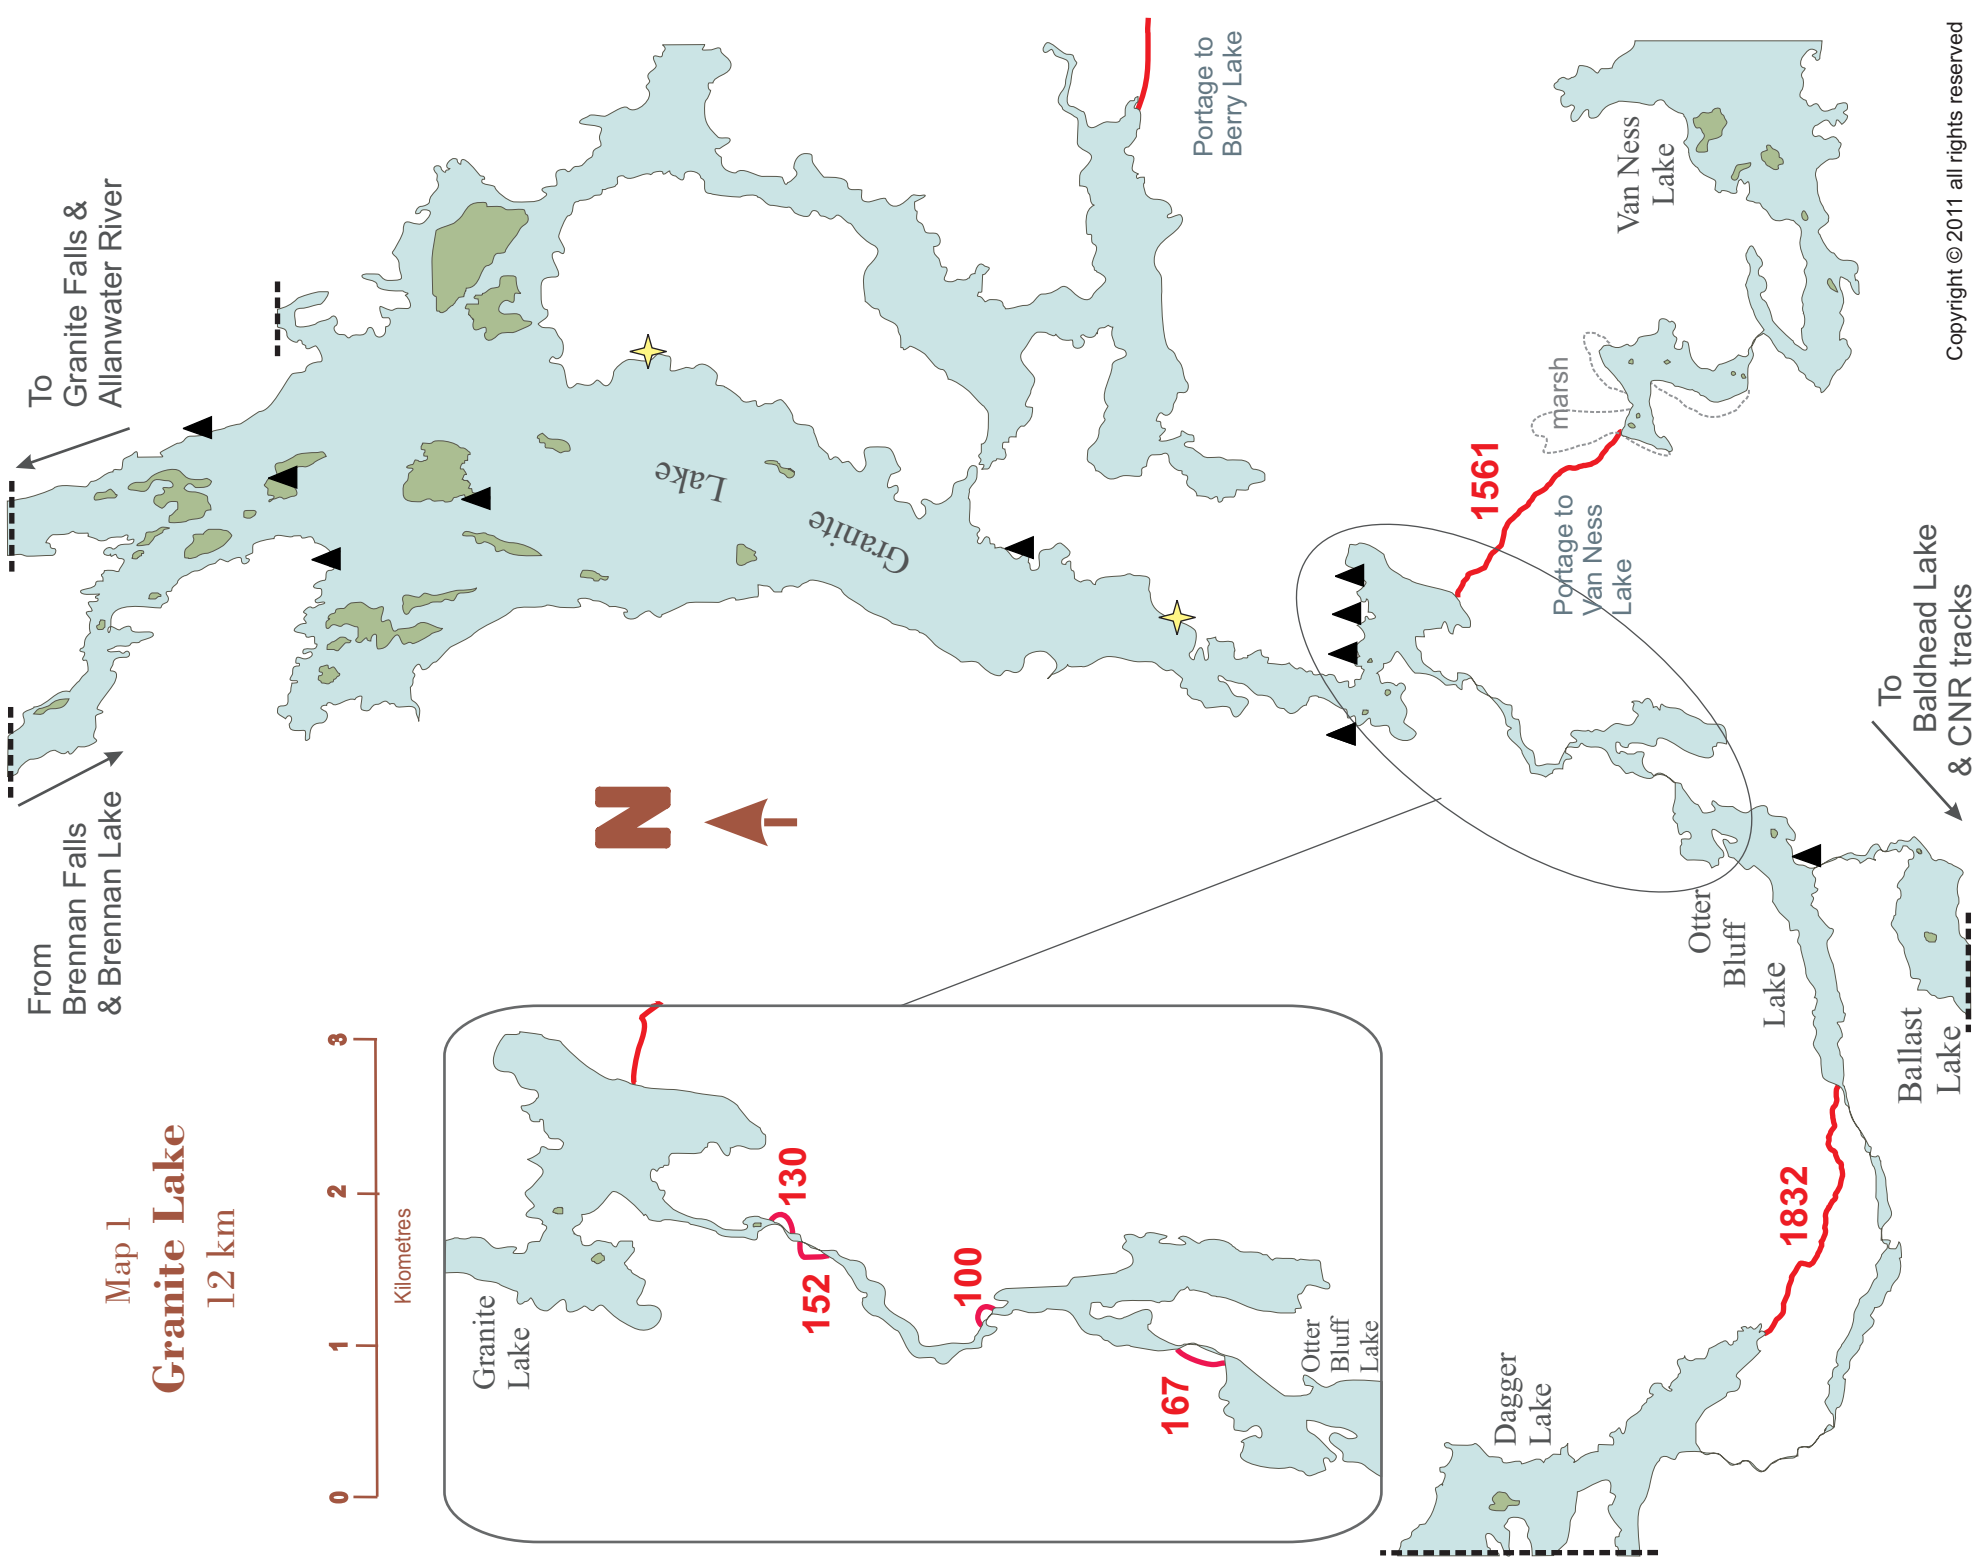 Map 1
Granite Lake
12 km
0
1
2
3
Kilometres
From
Brennan Falls
& Brennan Lake
To
Granite Falls &
Allanwater River
N
Granite
Lake
Portage to
Berry Lake
Van Ness
Lake
marsh
1561
Portage to
Van Ness
Lake
To
Baldhead Lake
& CNR tracks
Otter
Bluff
Lake
Ballast
Lake
1832
Dagger
Lake
Granite
Lake
130
152
100
167
Otter
Bluff
Lake
Copyright © 2011 all rights reserved